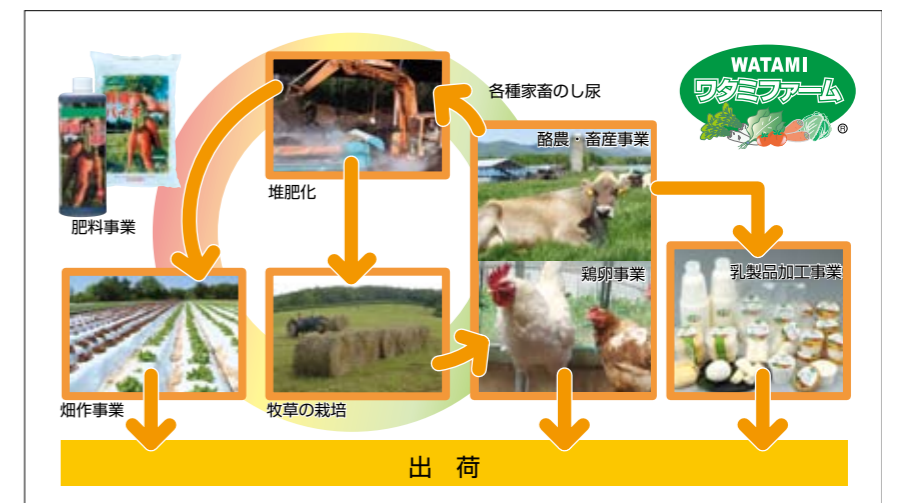 WATAMI
ワタミファーム
®
各種家畜のし尿
酪農・畜産事業
堆肥化
肥料事業
鶏卵事業
乳製品加工事業
畑作事業
牧草の栽培
出荷